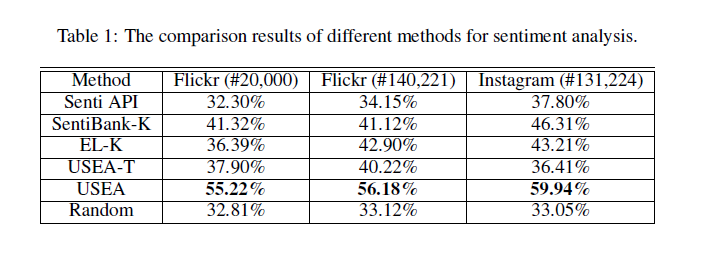 Table 1: The comparison results of different methods for sentiment analysis.
Method Flickr (#20,000) Flickr (#140,221) Instagram (#131,224)
Senti API 32.30% 34.15% 37.80%
SentiBank-K 41.32% 41.12% 46.31%
EL-K 36.39% 42.90% 43.21%
USEA-T 37.90% 40.22% 36.41%
USEA 55.22% 56.18% 59.94%
Random 32.81% 33.12% 33.05%